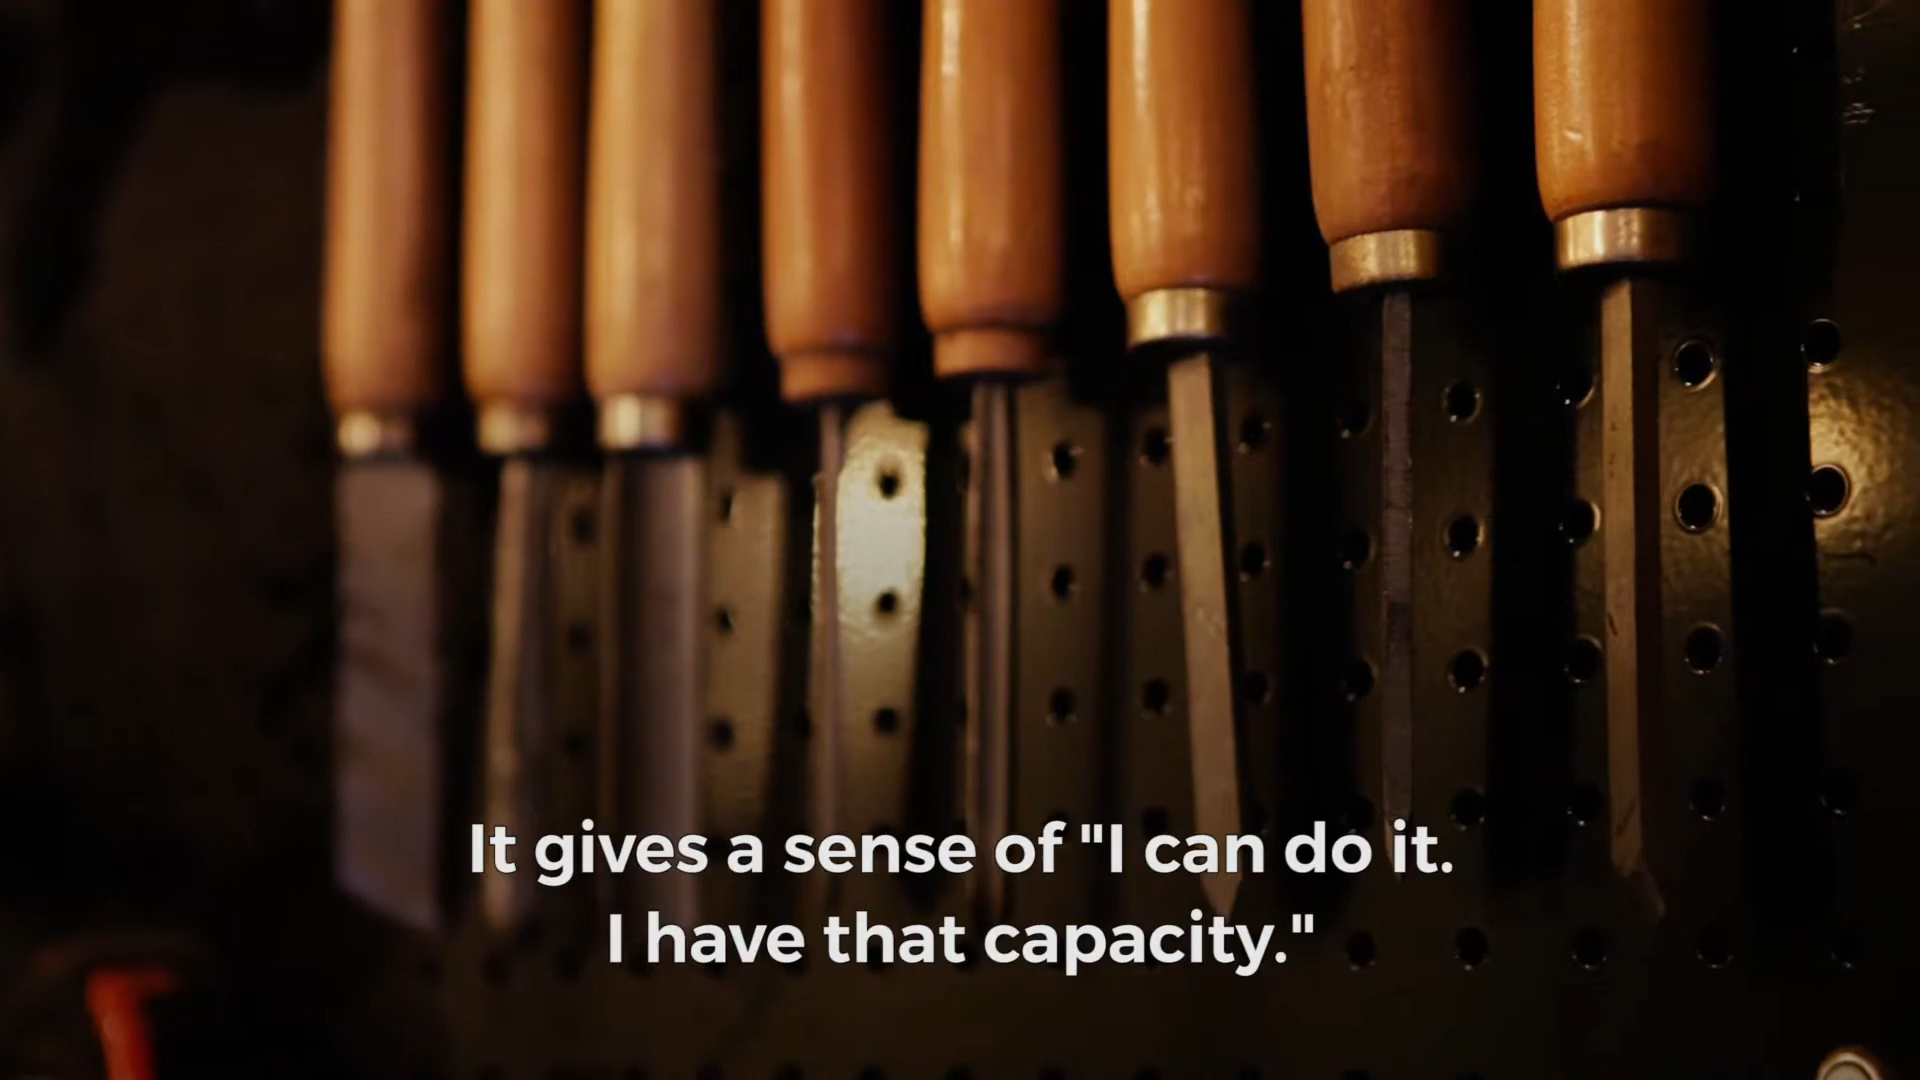 It gives a sense of "I can do it.
I have that capacity."